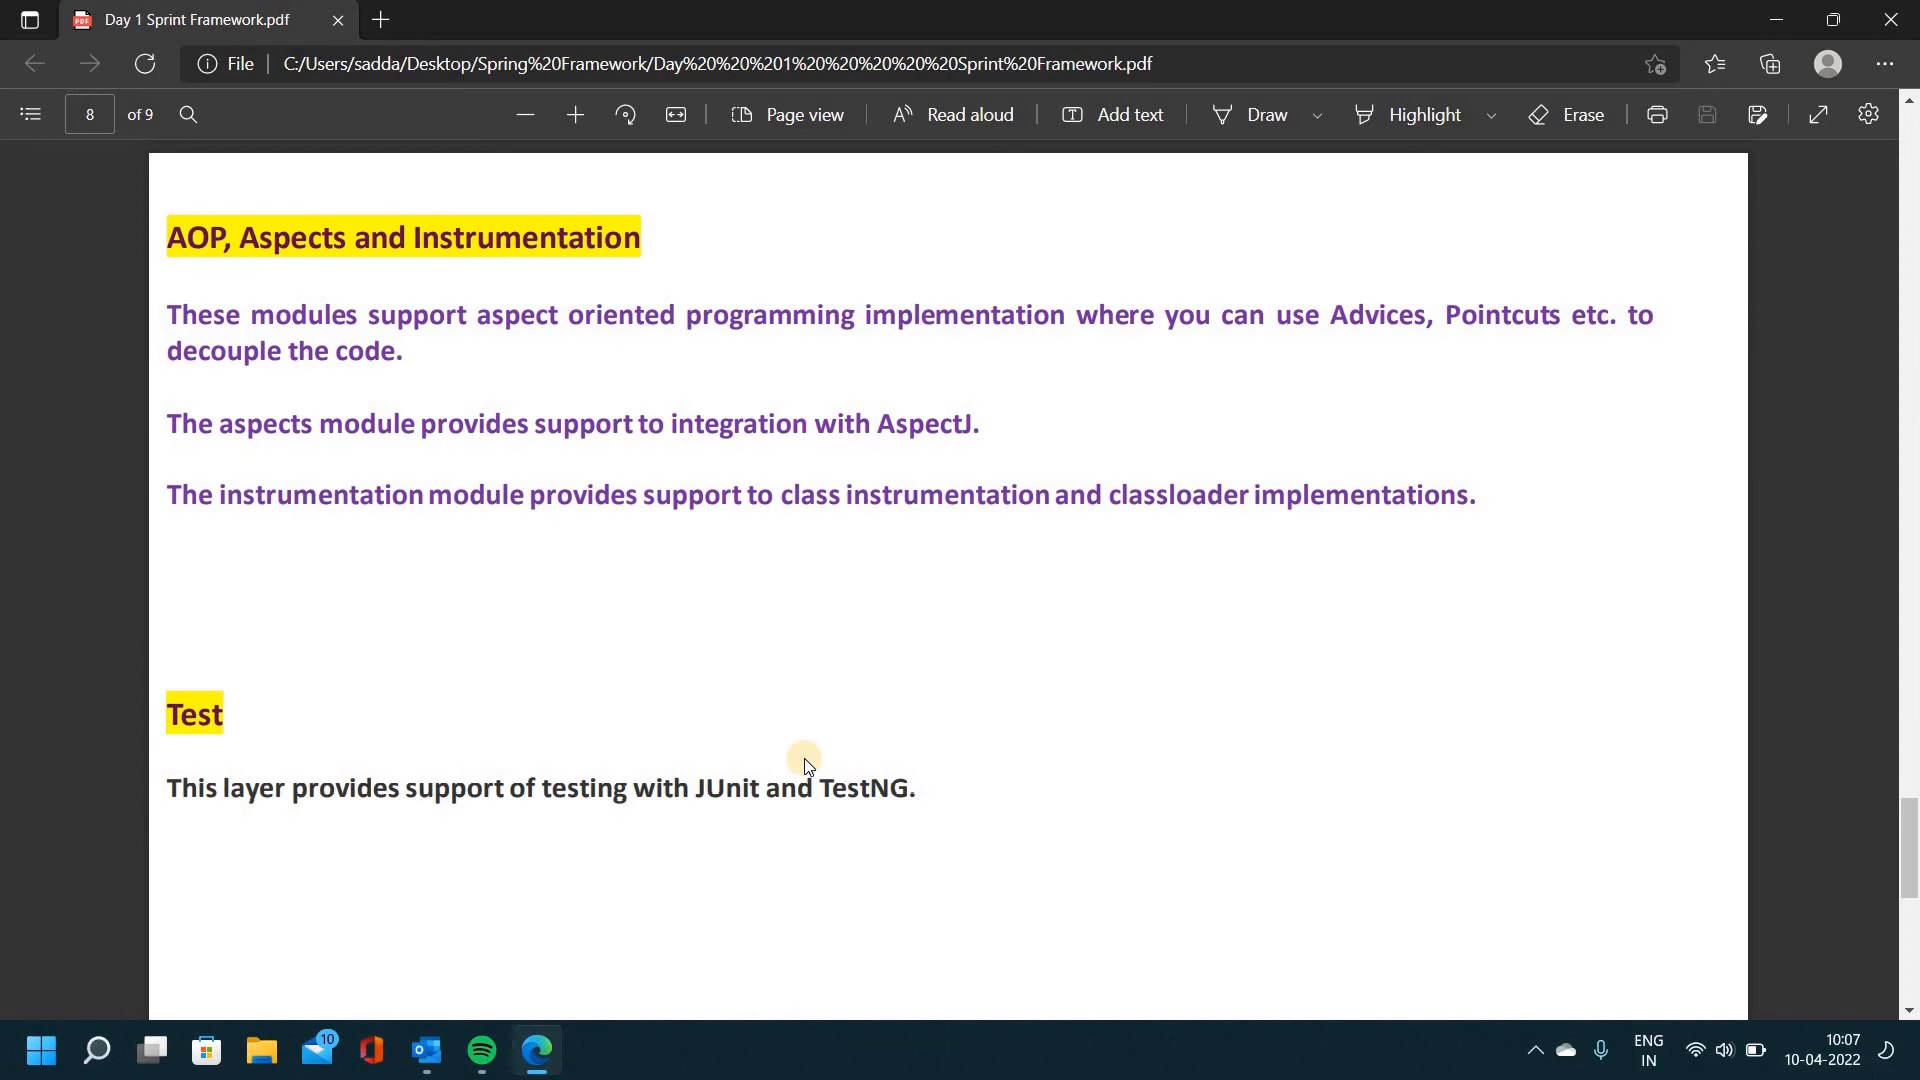 Day 1 Sprint Framework.pdf
File
C:/Users/sadda/Desktop/Spring%20Framework/Day%20%20%201%20%20%20%20%20Sprint%20Framework.pdf
8 of 9
Page view
Read aloud
Add text
Draw
Highlight
Erase
AOP, Aspects and Instrumentation
These modules support aspect oriented programming implementation where you can use Advices, Pointcuts etc. to
decouple the code.
The aspects module provides support to integration with AspectJ.
The instrumentation module provides support to class instrumentation and classloader implementations.
Test
This layer provides support of testing with JUnit and TestNG.
10
ENG
IN
10:07
10-04-2022